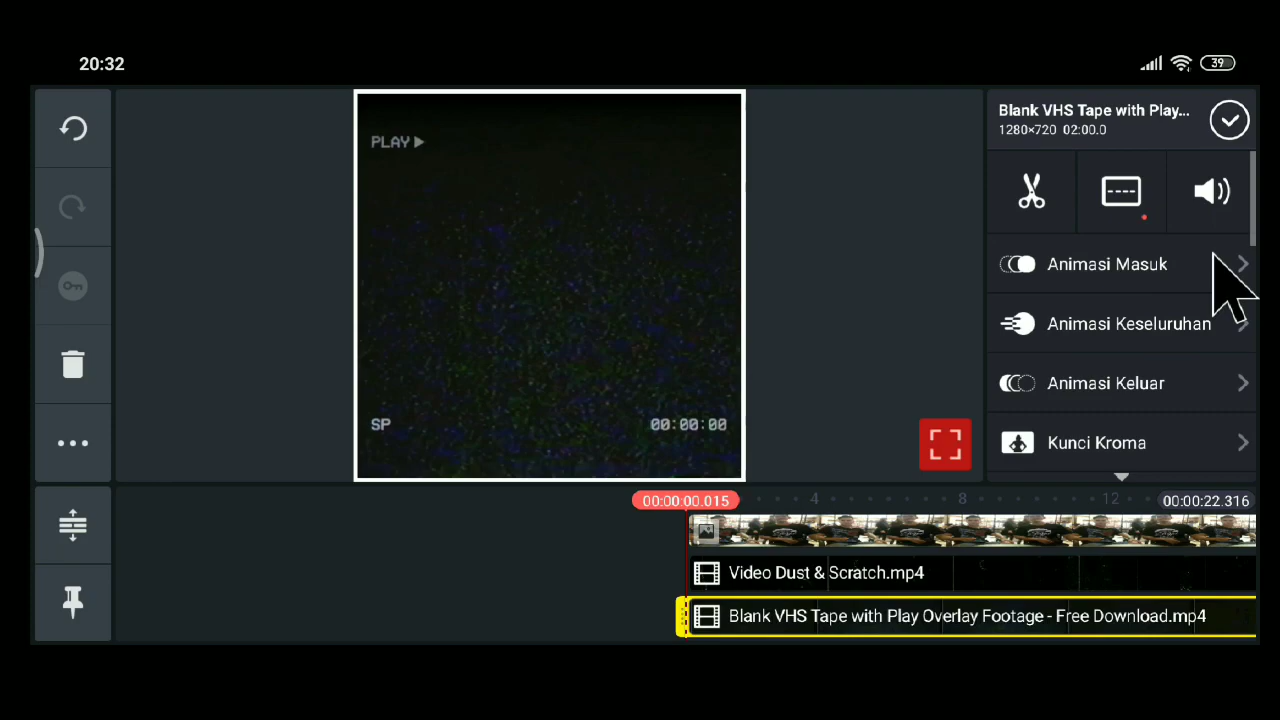 20:32
39
PLAY▶
SP
00:00:00
Blank VHS Tape with Play...
1280×720 02:00.0
Animasi Masuk
Animasi Keseluruhan
Animasi Keluar
Kunci Kroma
00:00:00.015
4
8
12
00:00:22.316
Video Dust & Scratch.mp4
Blank VHS Tape with Play Overlay Footage - Free Download.mp4